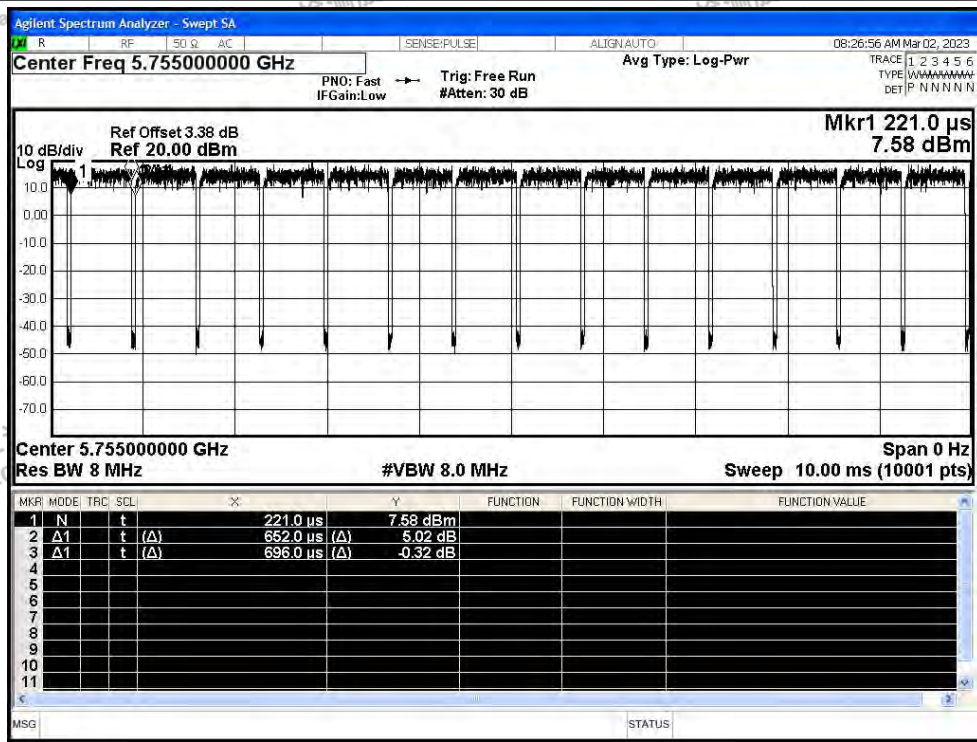 Agilent Spectrum Analyzer - Swept SA
R RF 50 Ω AC SENSE:PULSE ALIGN AUTO 08:26:56 AM Mar 02, 2023
Center Freq 5.755000000 GHz
PNO: Fast
IFGain:Low
Trig: Free Run
#Atten: 30 dB
Avg Type: Log-Pwr
TRACE 1 2 3 4 5 6
TYPE
DET P N N N N N
Mkr1 221.0 µs
7.58 dBm
10 dB/div
Log
Ref Offset 3.38 dB
Ref 20.00 dBm
1
10.0
0.00
-10.0
-20.0
-30.0
-40.0
-50.0
-60.0
-70.0
Center 5.755000000 GHz Span 0 Hz
Res BW 8 MHz #VBW 8.0 MHz Sweep 10.00 ms (10001 pts)
MKR MODE TRC SCL X Y FUNCTION FUNCTION WIDTH FUNCTION VALUE
1 N t 221.0 µs 7.58 dBm
2 Δ1 t (Δ) 652.0 µs (Δ) 5.02 dB
3 Δ1 t (Δ) 696.0 µs (Δ) -0.32 dB
4
5
6
7
8
9
10
11
MSG STATUS